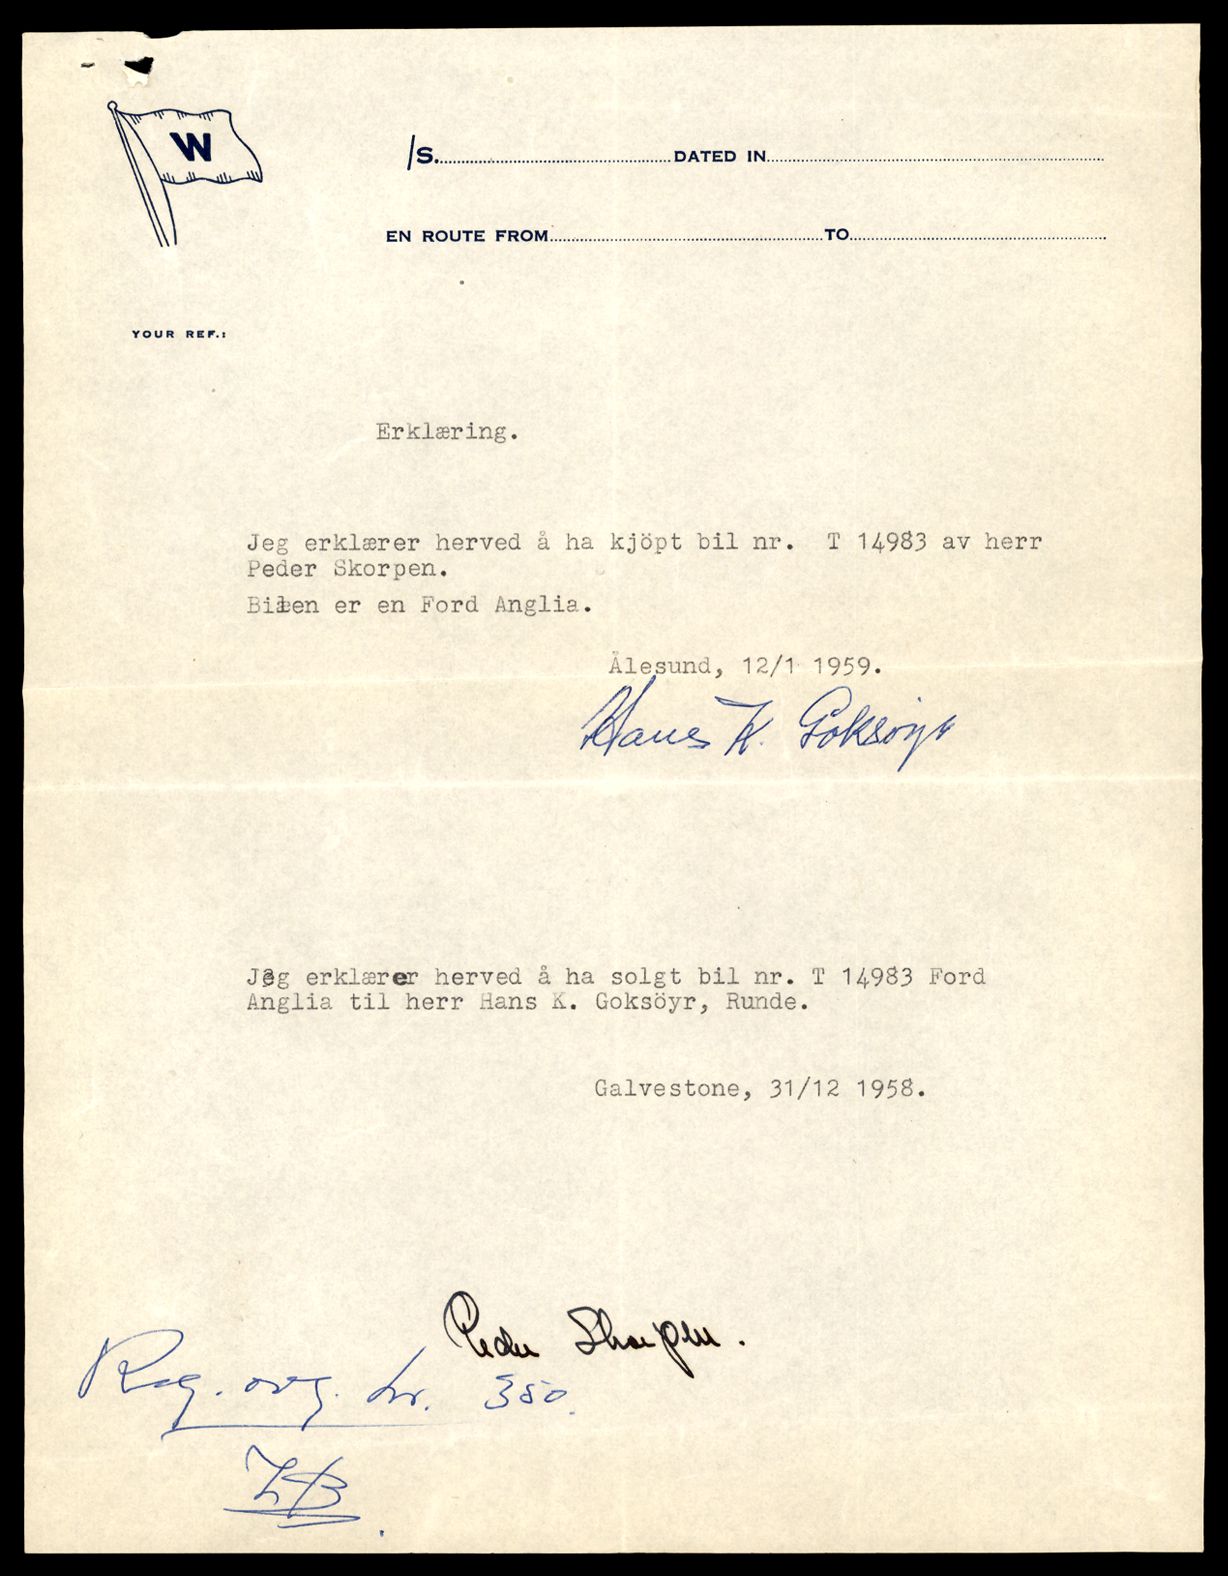 W
/S. DATED IN
EN ROUTE FROM TO
YOUR REF.:
Erklæring.
Jeg erklærer herved å ha kjöpt bil nr. T 14983 av herr
Peder Skorpen.
Bilen er en Ford Anglia.
Ålesund, 12/1 1959.
Hans K. Goksöyr
Jeg erklærer herved å ha solgt bil nr. T 14983 Ford
Anglia til herr Hans K. Goksöyr, Runde.
Galvestone, 31/12 1958.
Peder Skorpen.
Reg. avg. kr. 350.